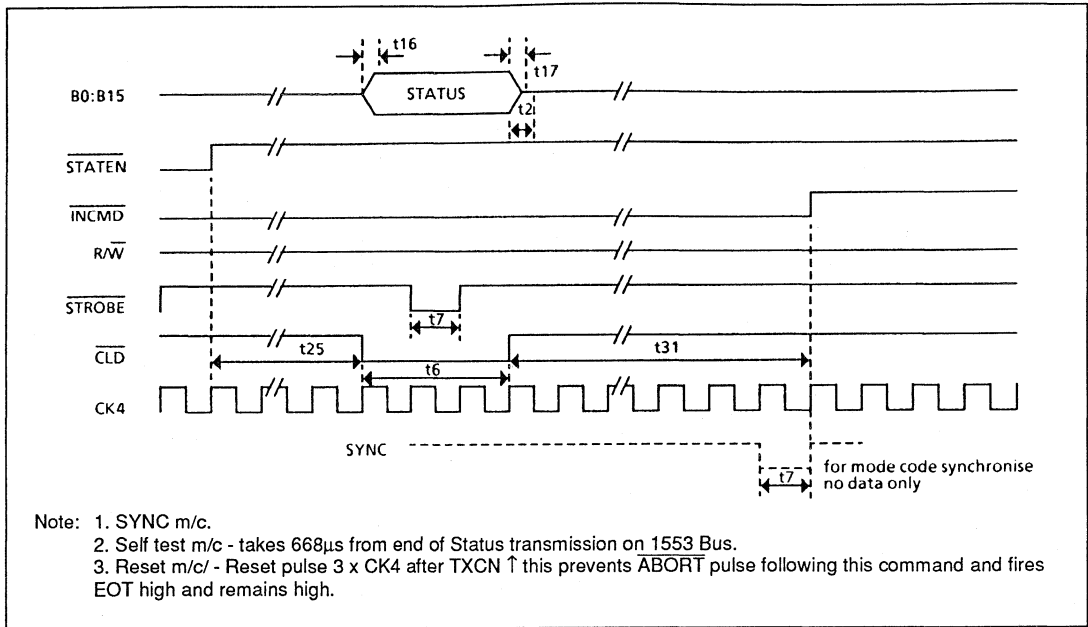 t16
t17
B0:B15
STATUS
t2
STATEN
INCMD
R/W
STROBE
t7
CLD
t25
t31
t6
CK4
SYNC
for mode code synchronise
t7
no data only
Note: 1. SYNC m/c.
2. Self test m/c - takes 668µs from end of Status transmission on 1553 Bus.
3. Reset m/c/ - Reset pulse 3 x CK4 after TXCN ↑ this prevents ABORT pulse following this command and fires
EOT high and remains high.